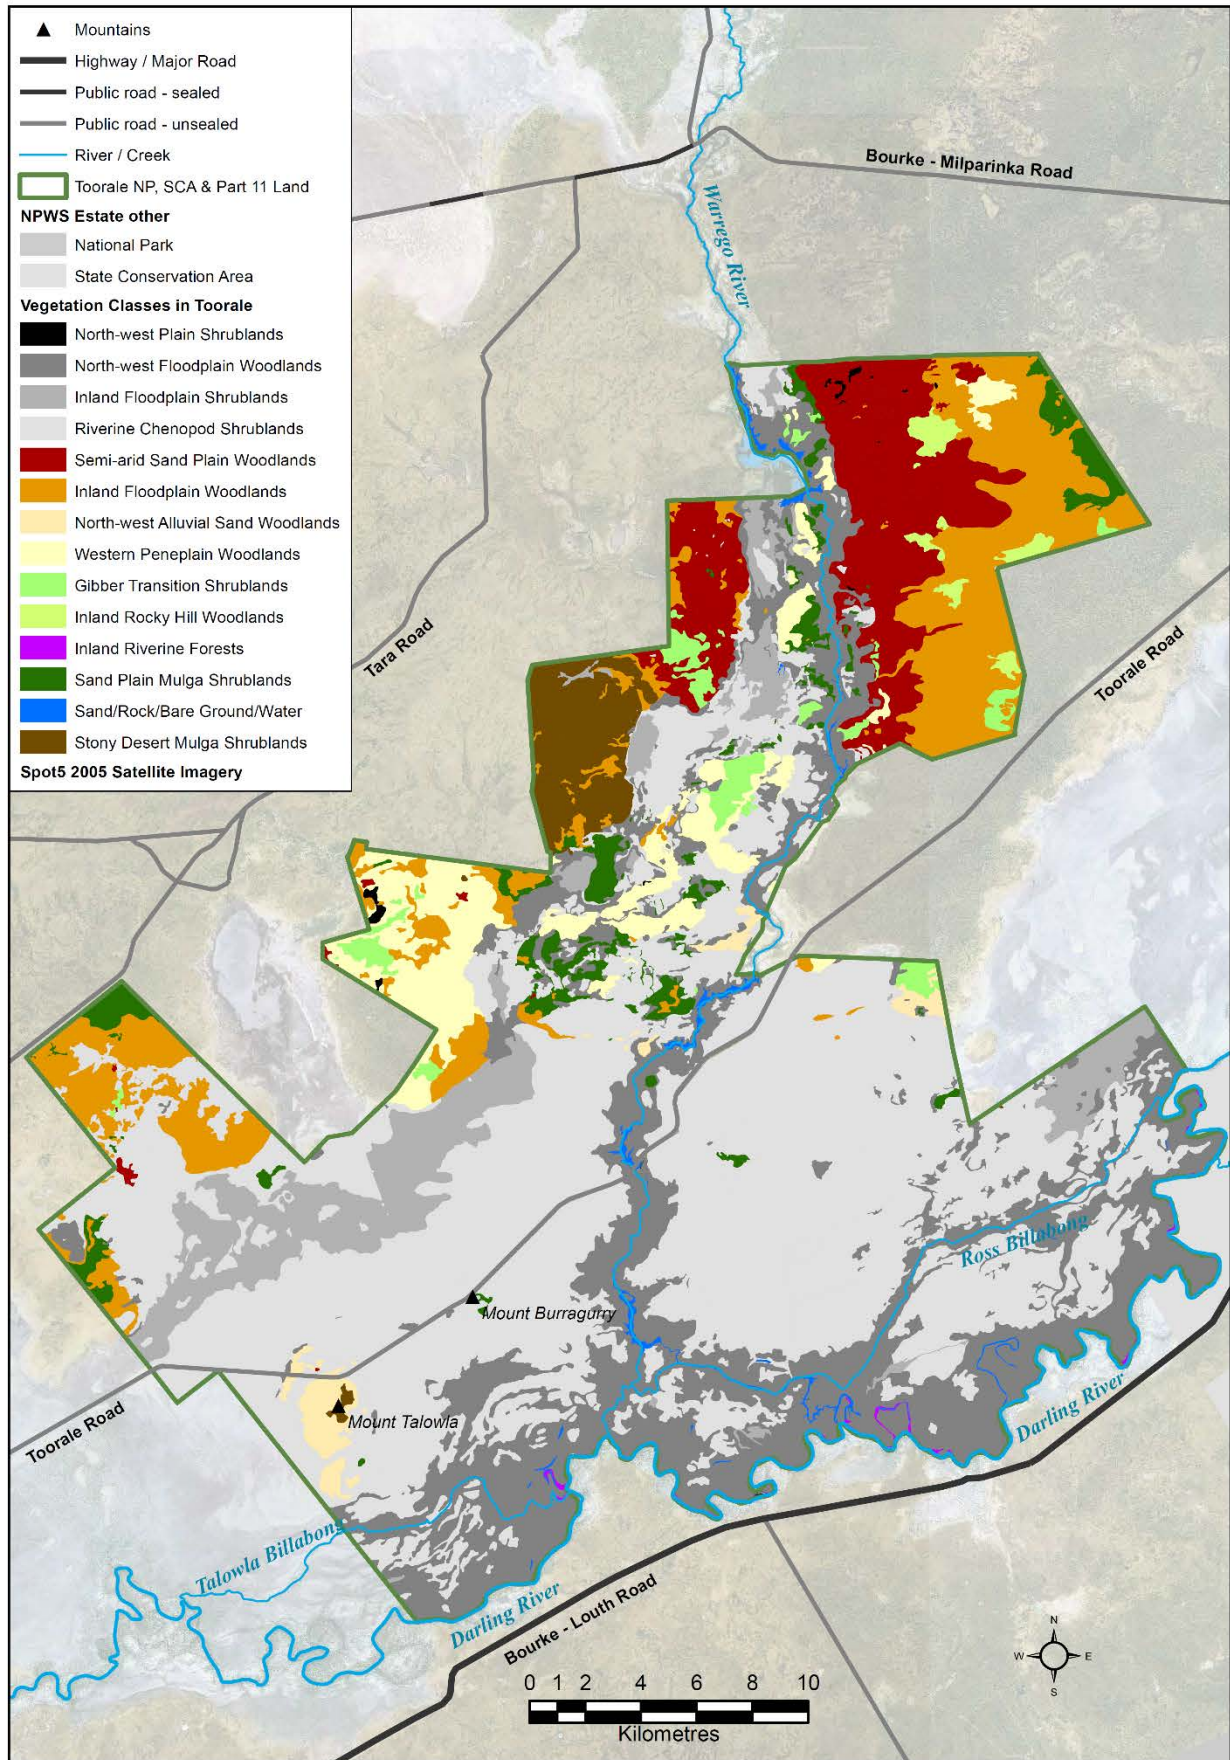 Mountains
Highway / Major Road
Public road - sealed
Public road - unsealed
River / Creek
Toorale NP, SCA & Part 11 Land
NPWS Estate other
National Park
State Conservation Area
Vegetation Classes in Toorale
North-west Plain Shrublands
North-west Floodplain Woodlands
Inland Floodplain Shrublands
Riverine Chenopod Shrublands
Semi-arid Sand Plain Woodlands
Inland Floodplain Woodlands
North-west Alluvial Sand Woodlands
Western Peneplain Woodlands
Gibber Transition Shrublands
Inland Rocky Hill Woodlands
Inland Riverine Forests
Sand Plain Mulga Shrublands
Sand/Rock/Bare Ground/Water
Stony Desert Mulga Shrublands
Spot5 2005 Satellite Imagery
Bourke - Milparinka Road
Warrego River
Tara Road
Toorale Road
Ross Billabong
Mount Burragurry
Mount Talowla
Toorale Road
Darling River
Talowla Billabong
Darling River
Bourke - Louth Road
N
W E
S
0 1 2 4 6 8 10
Kilometres